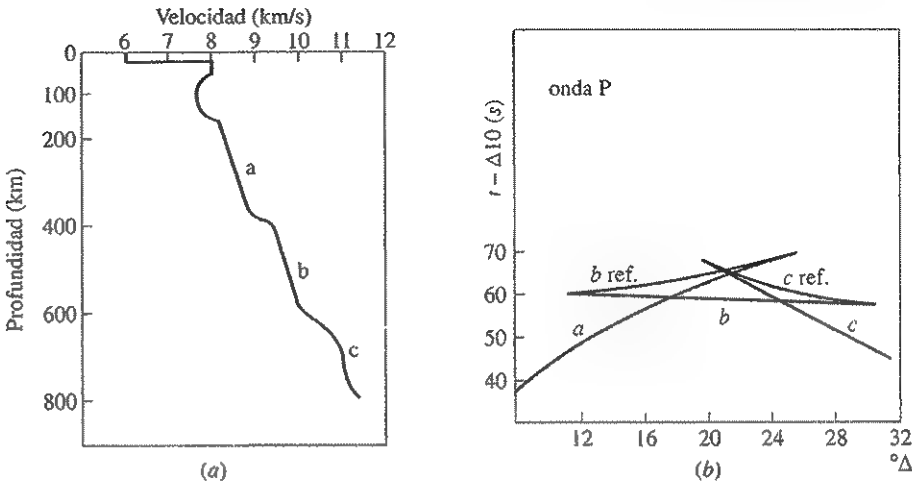 Velocidad (km/s)
6 7 8 9 10 11 12
Profundidad (km)
0
100
200
400
600
800
a
b
c
(a)
onda P
t – Δ10 (s)
70
60
50
40
b ref.
c ref.
a
b
c
12 16 20 24 28 32
°Δ
(b)